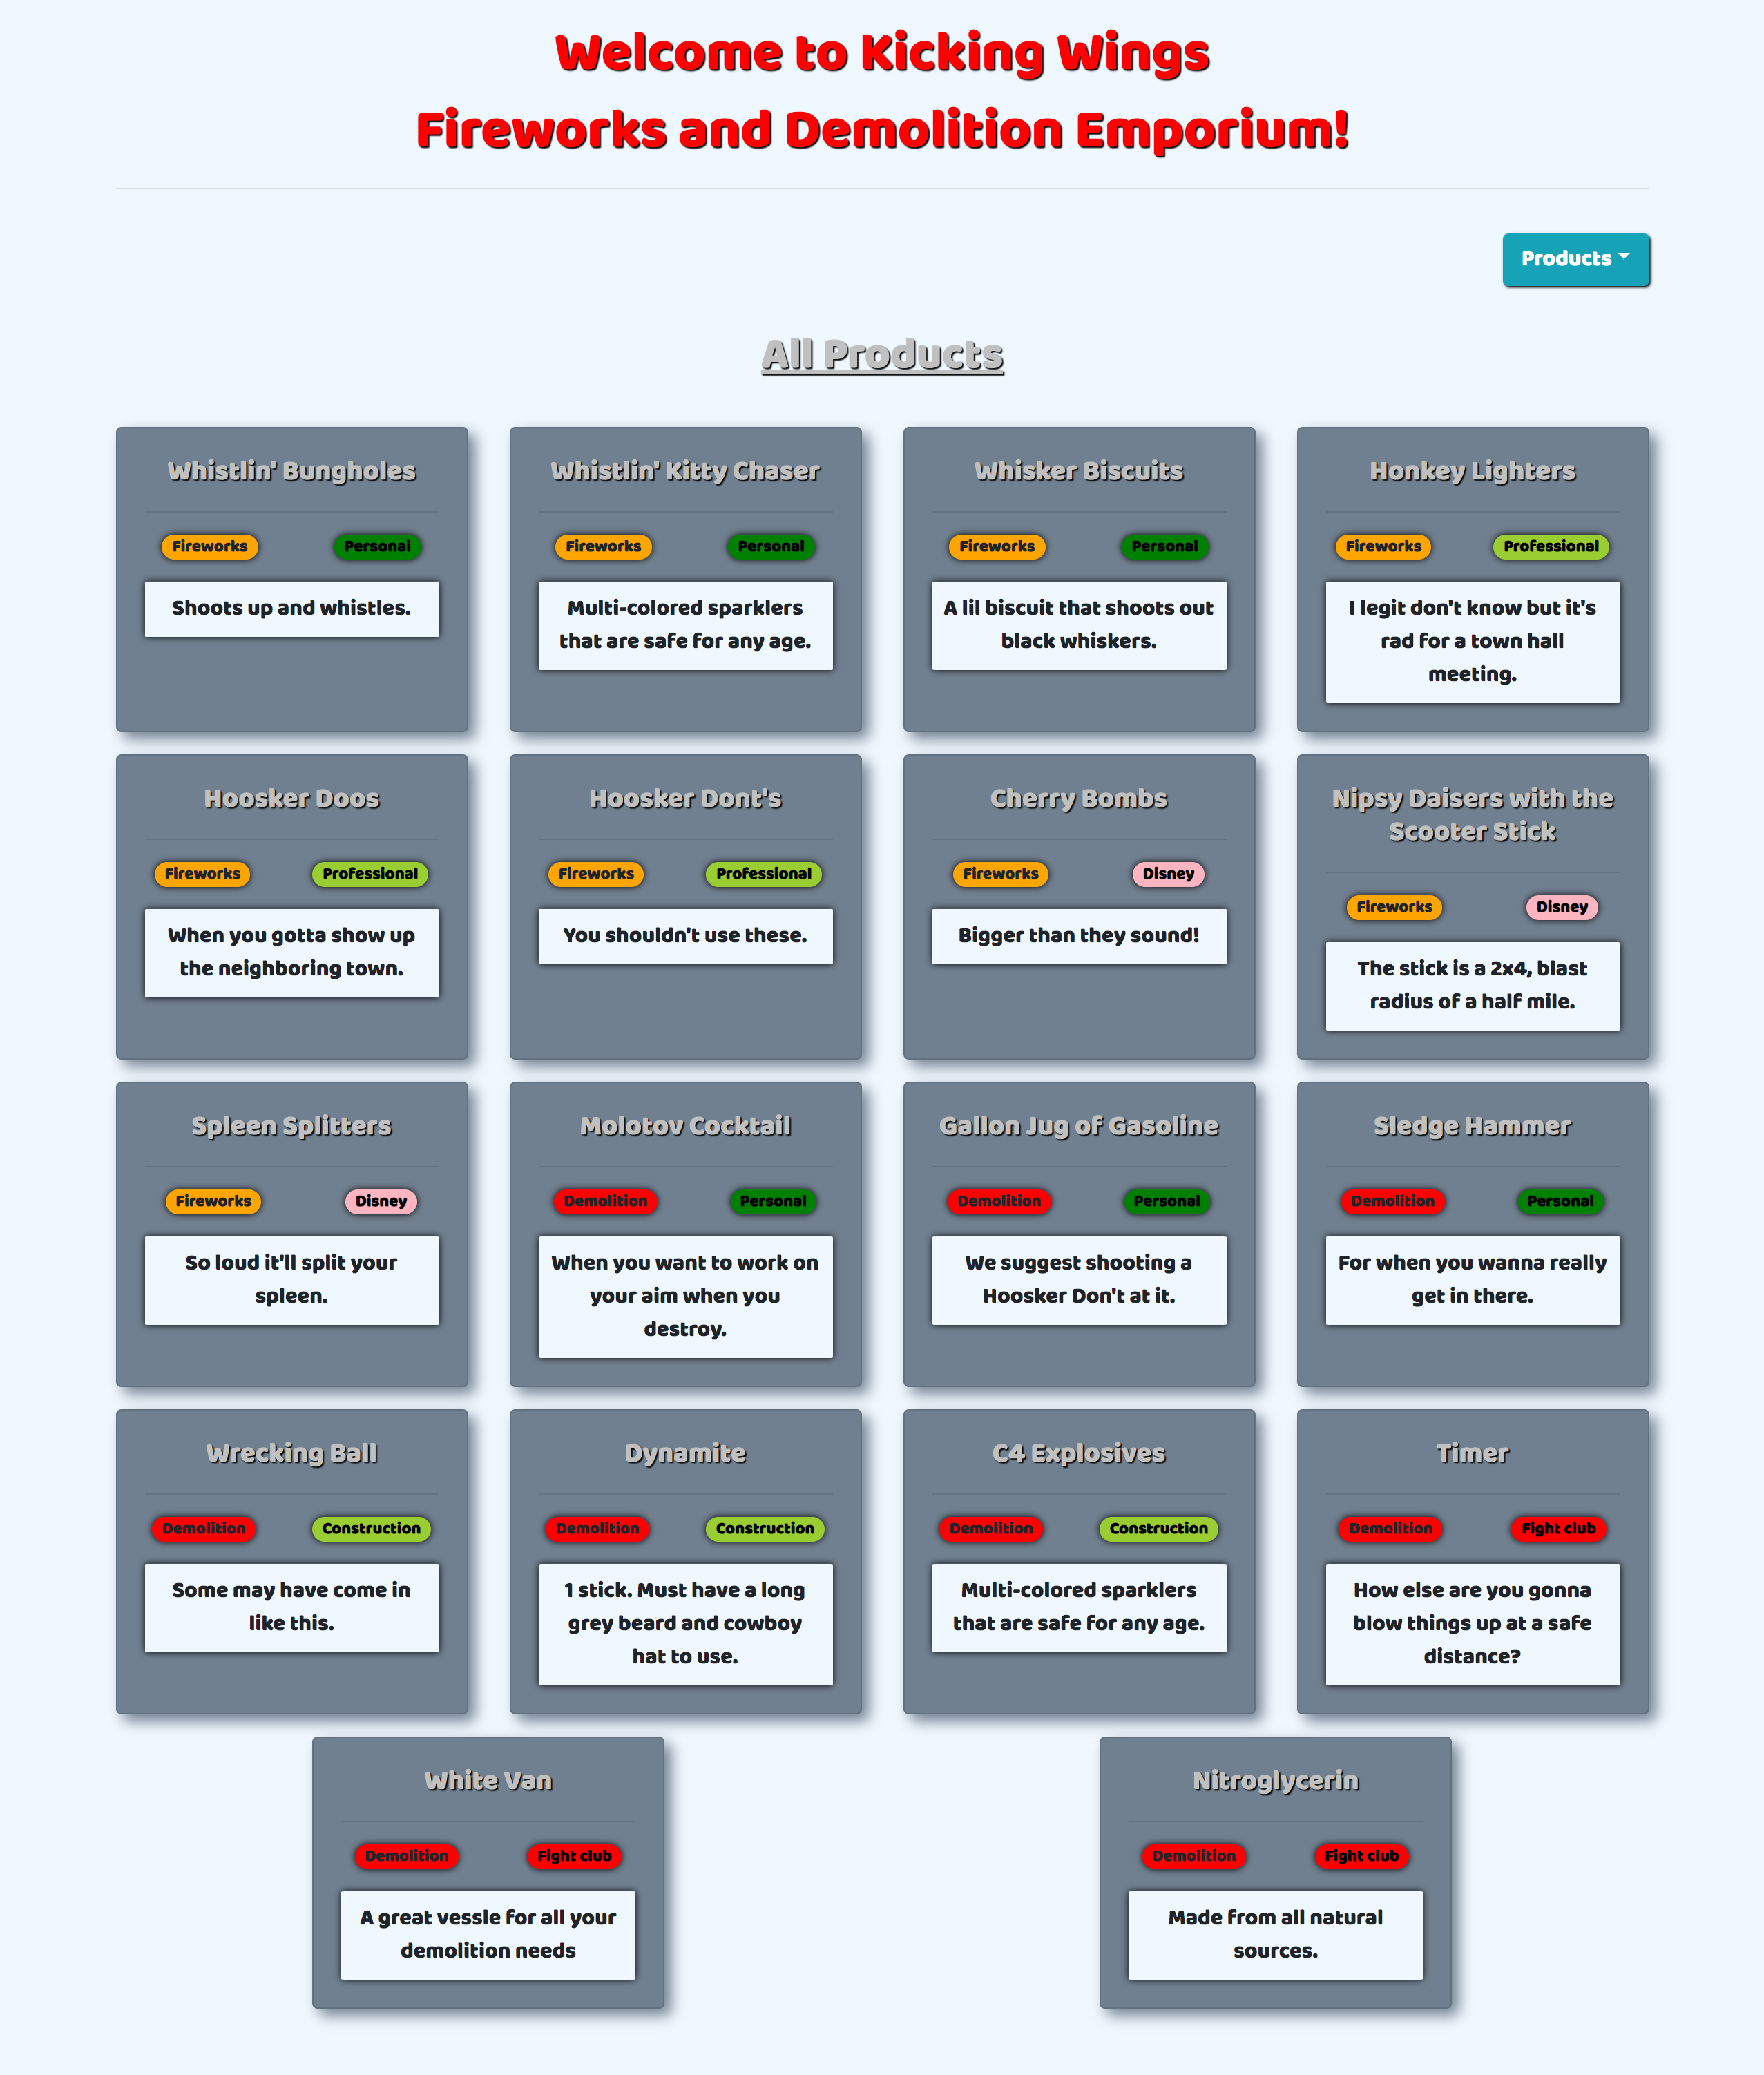 Welcome to Kicking Wings
Fireworks and Demolition Emporium!
Products
All Products
Whistlin' Bungholes
Fireworks Personal
Shoots up and whistles.
Whistlin' Kitty Chaser
Fireworks Personal
Multi-colored sparklers
that are safe for any age.
Whisker Biscuits
Fireworks Personal
A lil biscuit that shoots out
black whiskers.
Honkey Lighters
Fireworks Professional
I legit don't know but it's
rad for a town hall
meeting.
Hoosker Doos
Fireworks Professional
When you gotta show up
the neighboring town.
Hoosker Dont's
Fireworks Professional
You shouldn't use these.
Cherry Bombs
Fireworks Disney
Bigger than they sound!
Nipsy Daisers with the
Scooter Stick
Fireworks Disney
The stick is a 2x4, blast
radius of a half mile.
Spleen Splitters
Fireworks Disney
So loud it'll split your
spleen.
Molotov Cocktail
Demolition Personal
When you want to work on
your aim when you
destroy.
Gallon Jug of Gasoline
Demolition Personal
We suggest shooting a
Hoosker Don't at it.
Sledge Hammer
Demolition Personal
For when you wanna really
get in there.
Wrecking Ball
Demolition Construction
Some may have come in
like this.
Dynamite
Demolition Construction
1 stick. Must have a long
grey beard and cowboy
hat to use.
C4 Explosives
Demolition Construction
Multi-colored sparklers
that are safe for any age.
Timer
Demolition Fight club
How else are you gonna
blow things up at a safe
distance?
White Van
Demolition Fight club
A great vessle for all your
demolition needs
Nitroglycerin
Demolition Fight club
Made from all natural
sources.